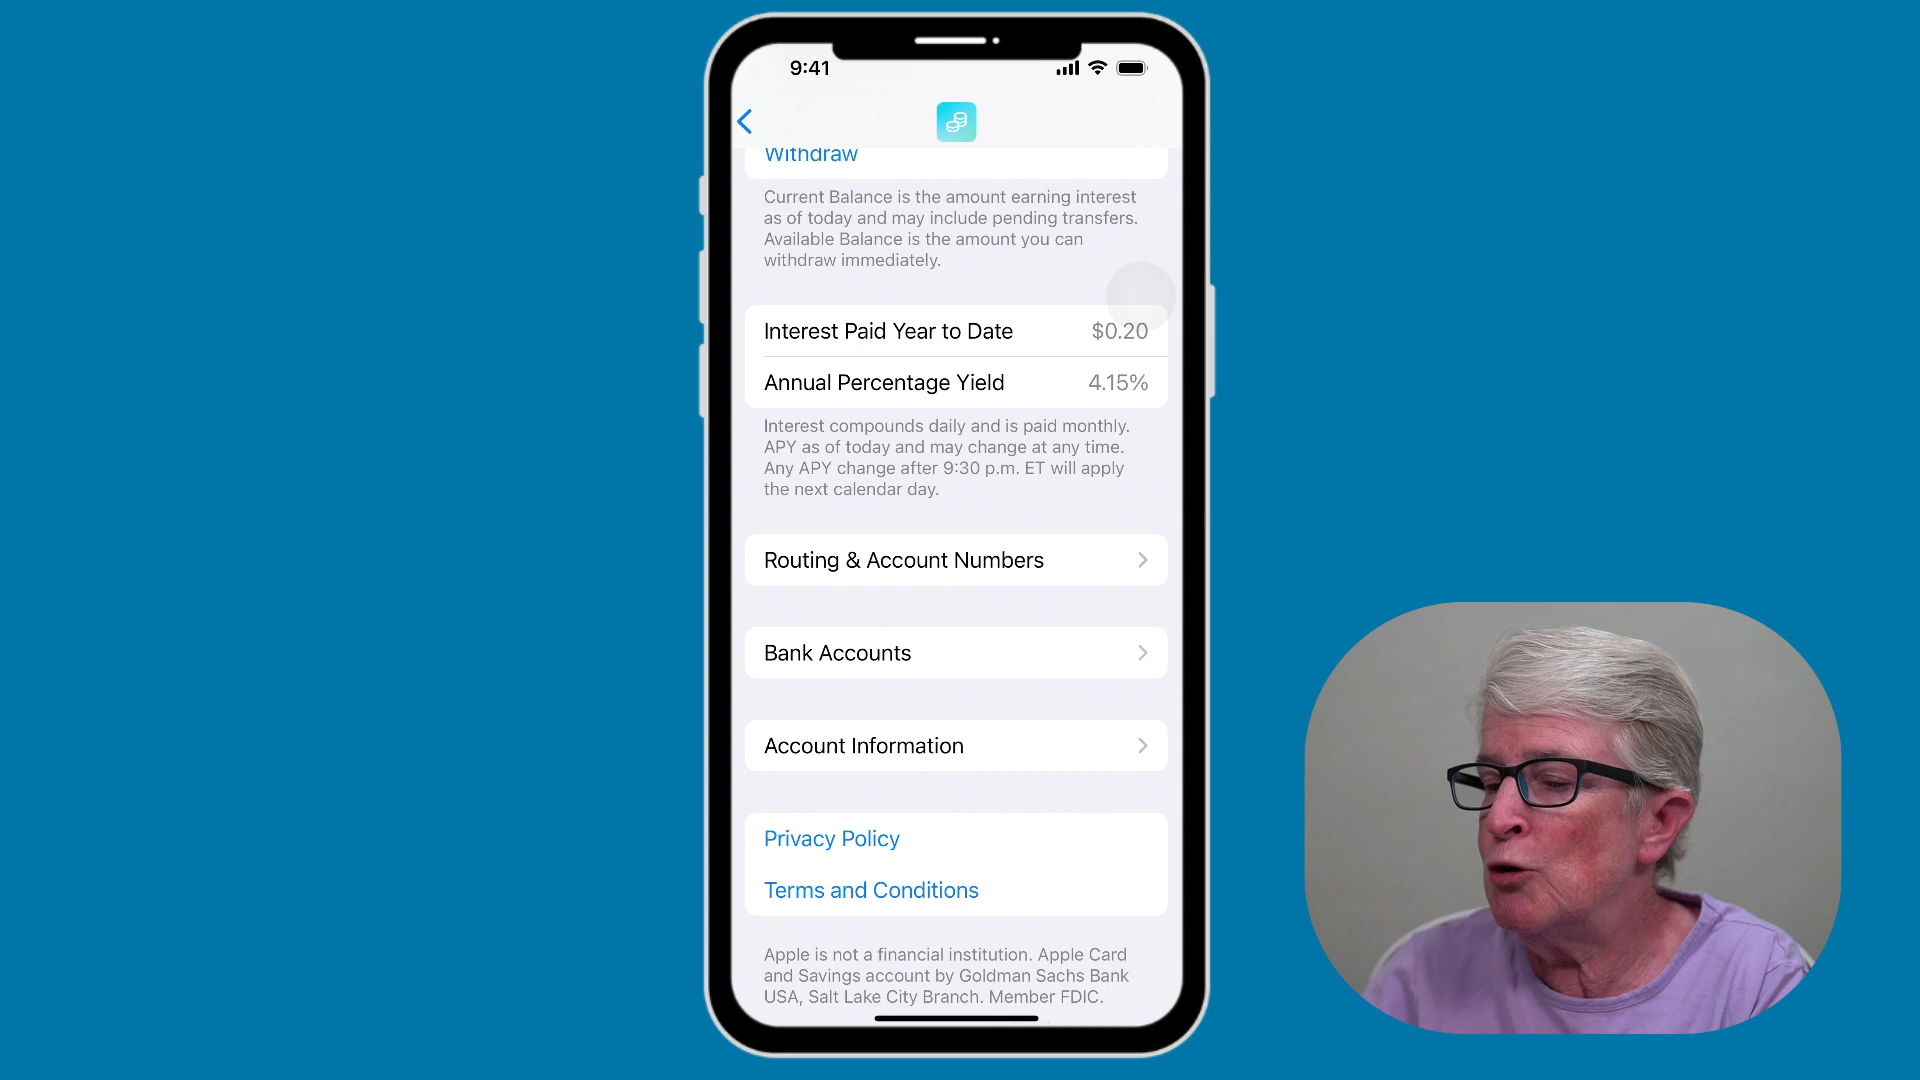 9:41
Withdraw
Current Balance is the amount earning interest
as of today and may include pending transfers.
Available Balance is the amount you can
withdraw immediately.
Interest Paid Year to Date $0.20
Annual Percentage Yield 4.15%
Interest compounds daily and is paid monthly.
APY as of today and may change at any time.
Any APY change after 9:30 p.m. ET will apply
the next calendar day.
Routing & Account Numbers
Bank Accounts
Account Information
Privacy Policy
Terms and Conditions
Apple is not a financial institution. Apple Card
and Savings account by Goldman Sachs Bank
USA, Salt Lake City Branch. Member FDIC.